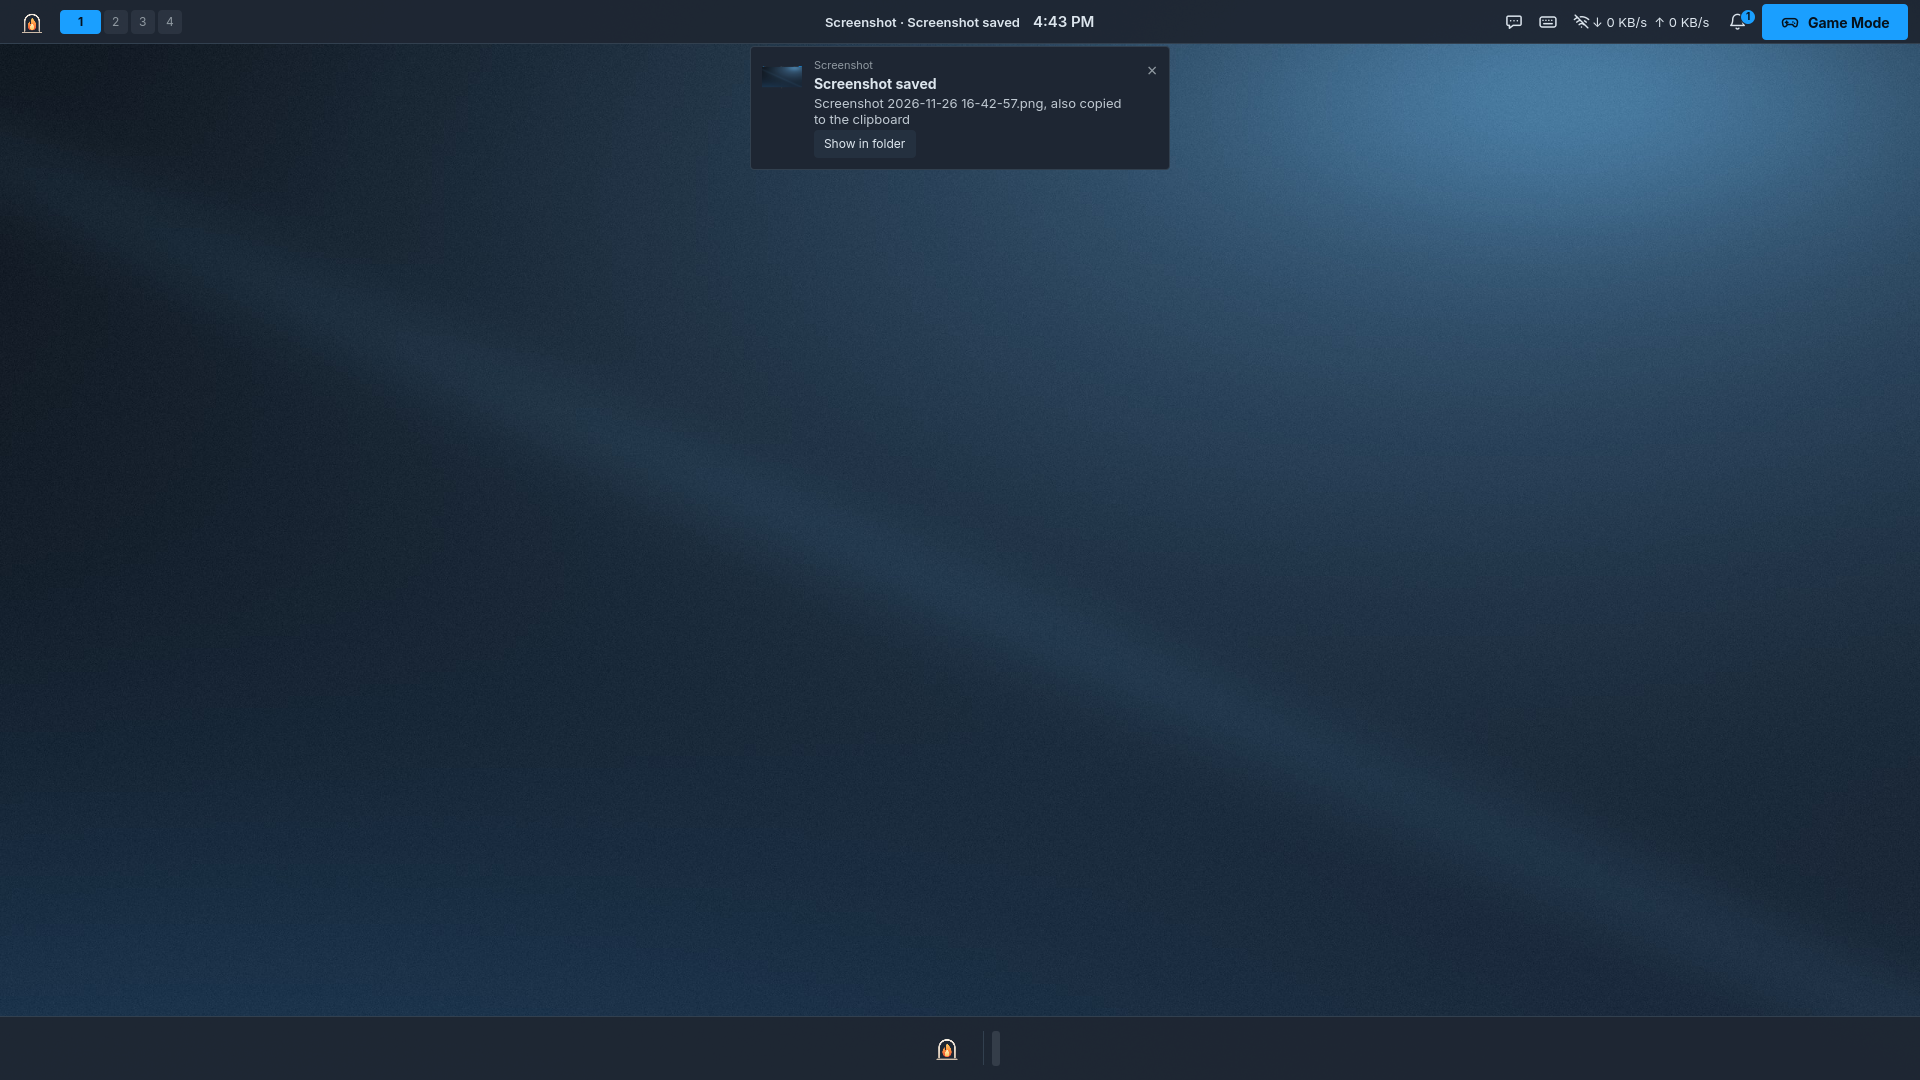 1 2 3 4
Screenshot · Screenshot saved 4:43 PM
↓ 0 KB/s ↑ 0 KB/s
1
Game Mode
Screenshot
Screenshot saved
Screenshot 2026-11-26 16-42-57.png, also copied
to the clipboard
Show in folder